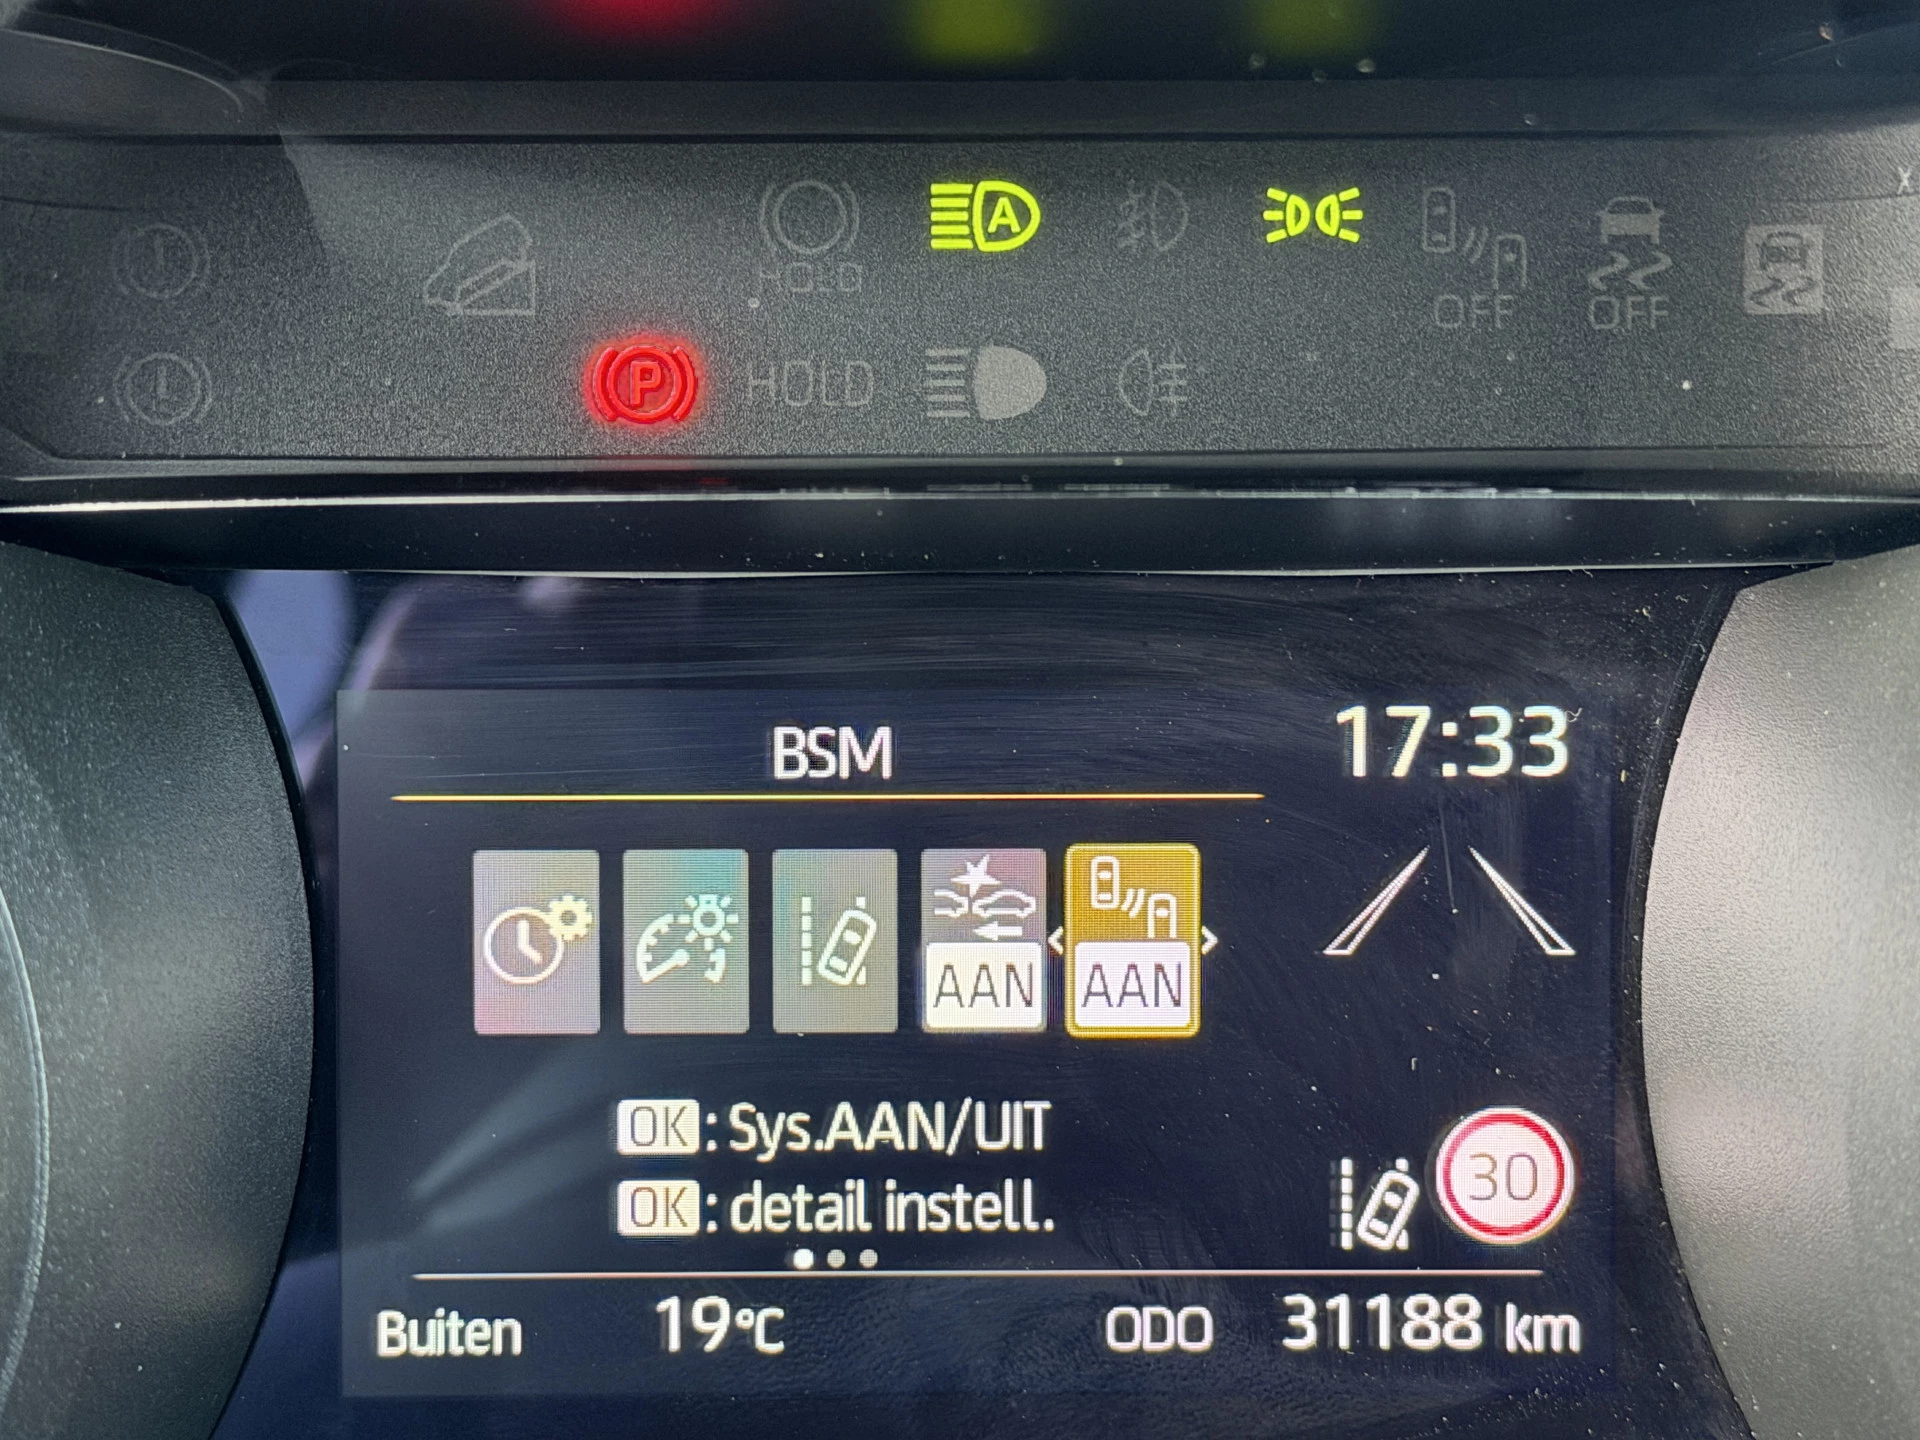 A
HOLD
OFF
OFF
P
HOLD
BSM
17:33
AAN
AAN
OK : Sys.AAN/UIT
OK : detail instell.
30
Buiten 19°C ODO 31188 km